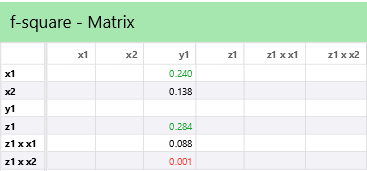 f-square - Matrix
x1 x2 y1 z1 z1 x x1 z1 x x2
x1 0.240
x2 0.138
y1
z1 0.284
z1 x x1 0.088
z1 x x2 0.001